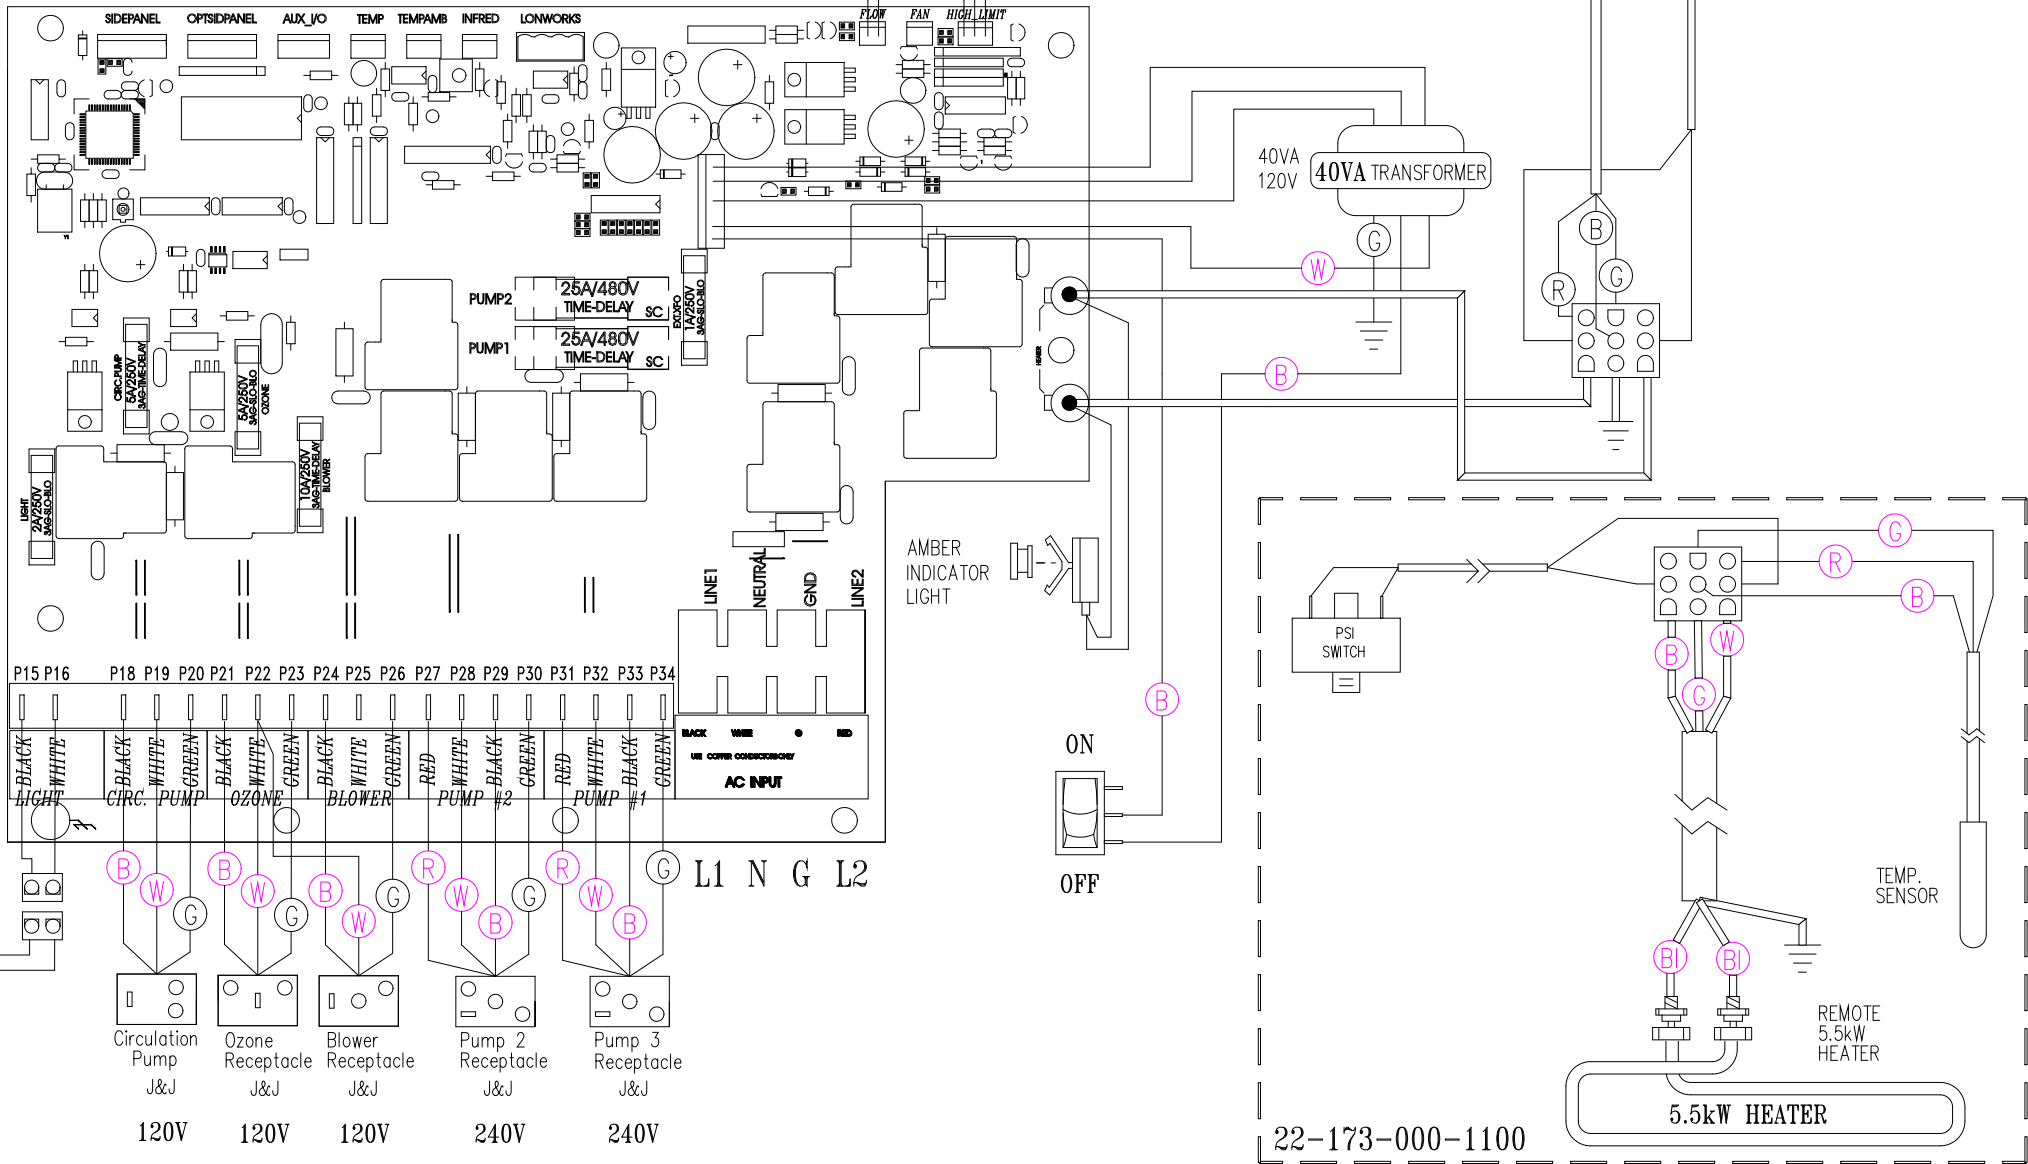 SIDEPANEL OPTSIDPANEL AUX_I/O TEMP TEMPAMB INFRED LONWORKS FLOW FAN HIGH_LIMIT
40VA
120V
40VA TRANSFORMER
G
W
B
B
R
G
Y1
PUMP2
25A/480V
TIME-DELAY
SC
PUMP1
25A/480V
TIME-DELAY
SC
1A/250V
3AG-SLO-BLO
HEATER
CIRC.PUMP
5A/250V
3AG-TIME-DELAY
5A/250V
3AG-SLO-BLO
OZONE
10A/250V
3AG-TIME-DELAY
BLOWER
LIGHT
2A/250V
3AG-SLO-BLO
LINE1
NEUTRAL
GND
LINE2
AMBER
INDICATOR
LIGHT
P15 P16 P18 P19 P20 P21 P22 P23 P24 P25 P26 P27 P28 P29 P30 P31 P32 P33 P34
BLACK WHITE BLACK WHITE GREEN BLACK WHITE GREEN BLACK WHITE GREEN RED WHITE BLACK GREEN RED WHITE BLACK GREEN
LIGHT CIRC. PUMP OZONE BLOWER PUMP #2 PUMP #1
BLACK WHITE G RED
USE COPPER CONDUCTORS ONLY
AC INPUT
B W G B W G B W G R W B G R W B G
L1 N G L2
Circulation
Pump
J&J
120V
Ozone
Receptacle
J&J
120V
Blower
Receptacle
J&J
120V
Pump 2
Receptacle
J&J
240V
Pump 3
Receptacle
J&J
240V
B
ON
OFF
PSI
SWITCH
G
R
B
B
W
G
TEMP.
SENSOR
Bl
Bl
REMOTE
5.5kW
HEATER
5.5kW HEATER
22-173-000-1100